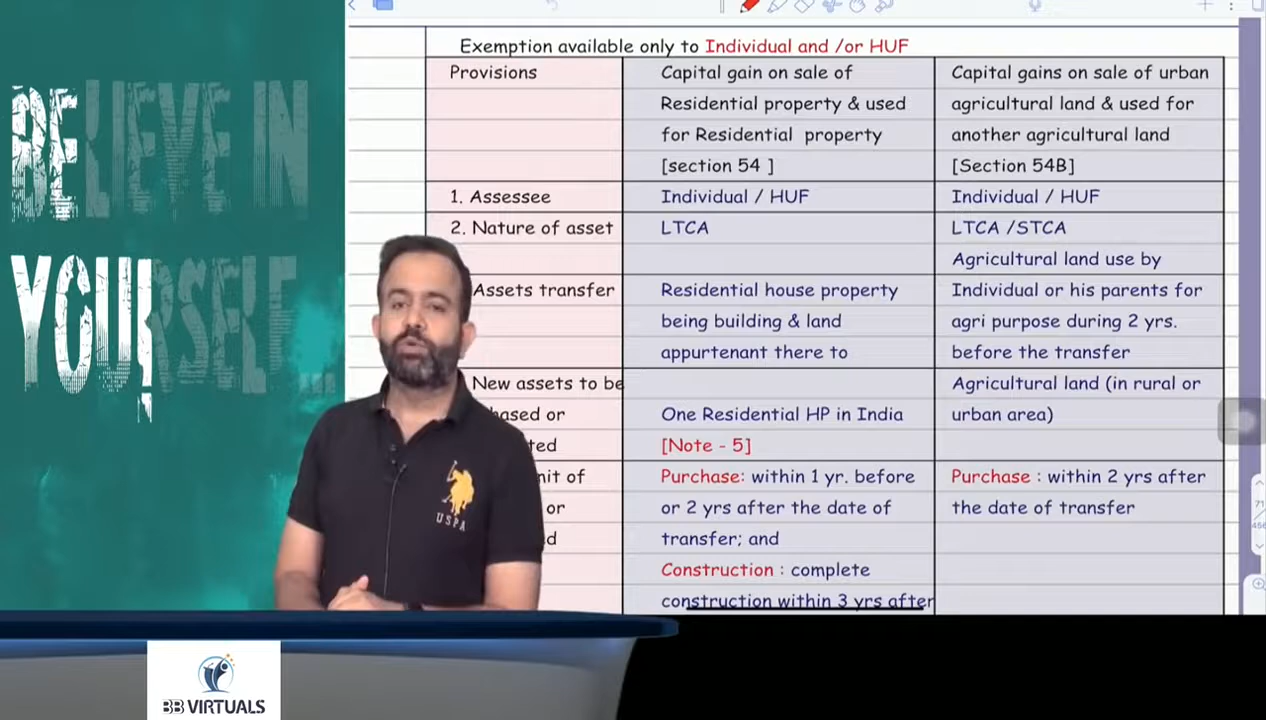 BELIEVE IN
YOURSELF...
Exemption available only to Individual and /or HUF
Provisions
Capital gain on sale of
Residential property & used
for Residential property
[section 54 ]
Capital gains on sale of urban
agricultural land & used for
another agricultural land
[Section 54B]
1. Assessee
Individual / HUF
Individual / HUF
2. Nature of asset
LTCA
LTCA /STCA
Agricultural land use by
Assets transfer
Residential house property
being building & land
appurtenant there to
Individual or his parents for
agri purpose during 2 yrs.
before the transfer
New assets to be
or
One Residential HP in India
[Note - 5]
Agricultural land (in rural or
urban area)
of
or
Purchase: within 1 yr. before
or 2 yrs after the date of
transfer; and
Construction : complete
construction within 3 yrs after
Purchase : within 2 yrs after
the date of transfer
USPA
71
456
BB VIRTUALS